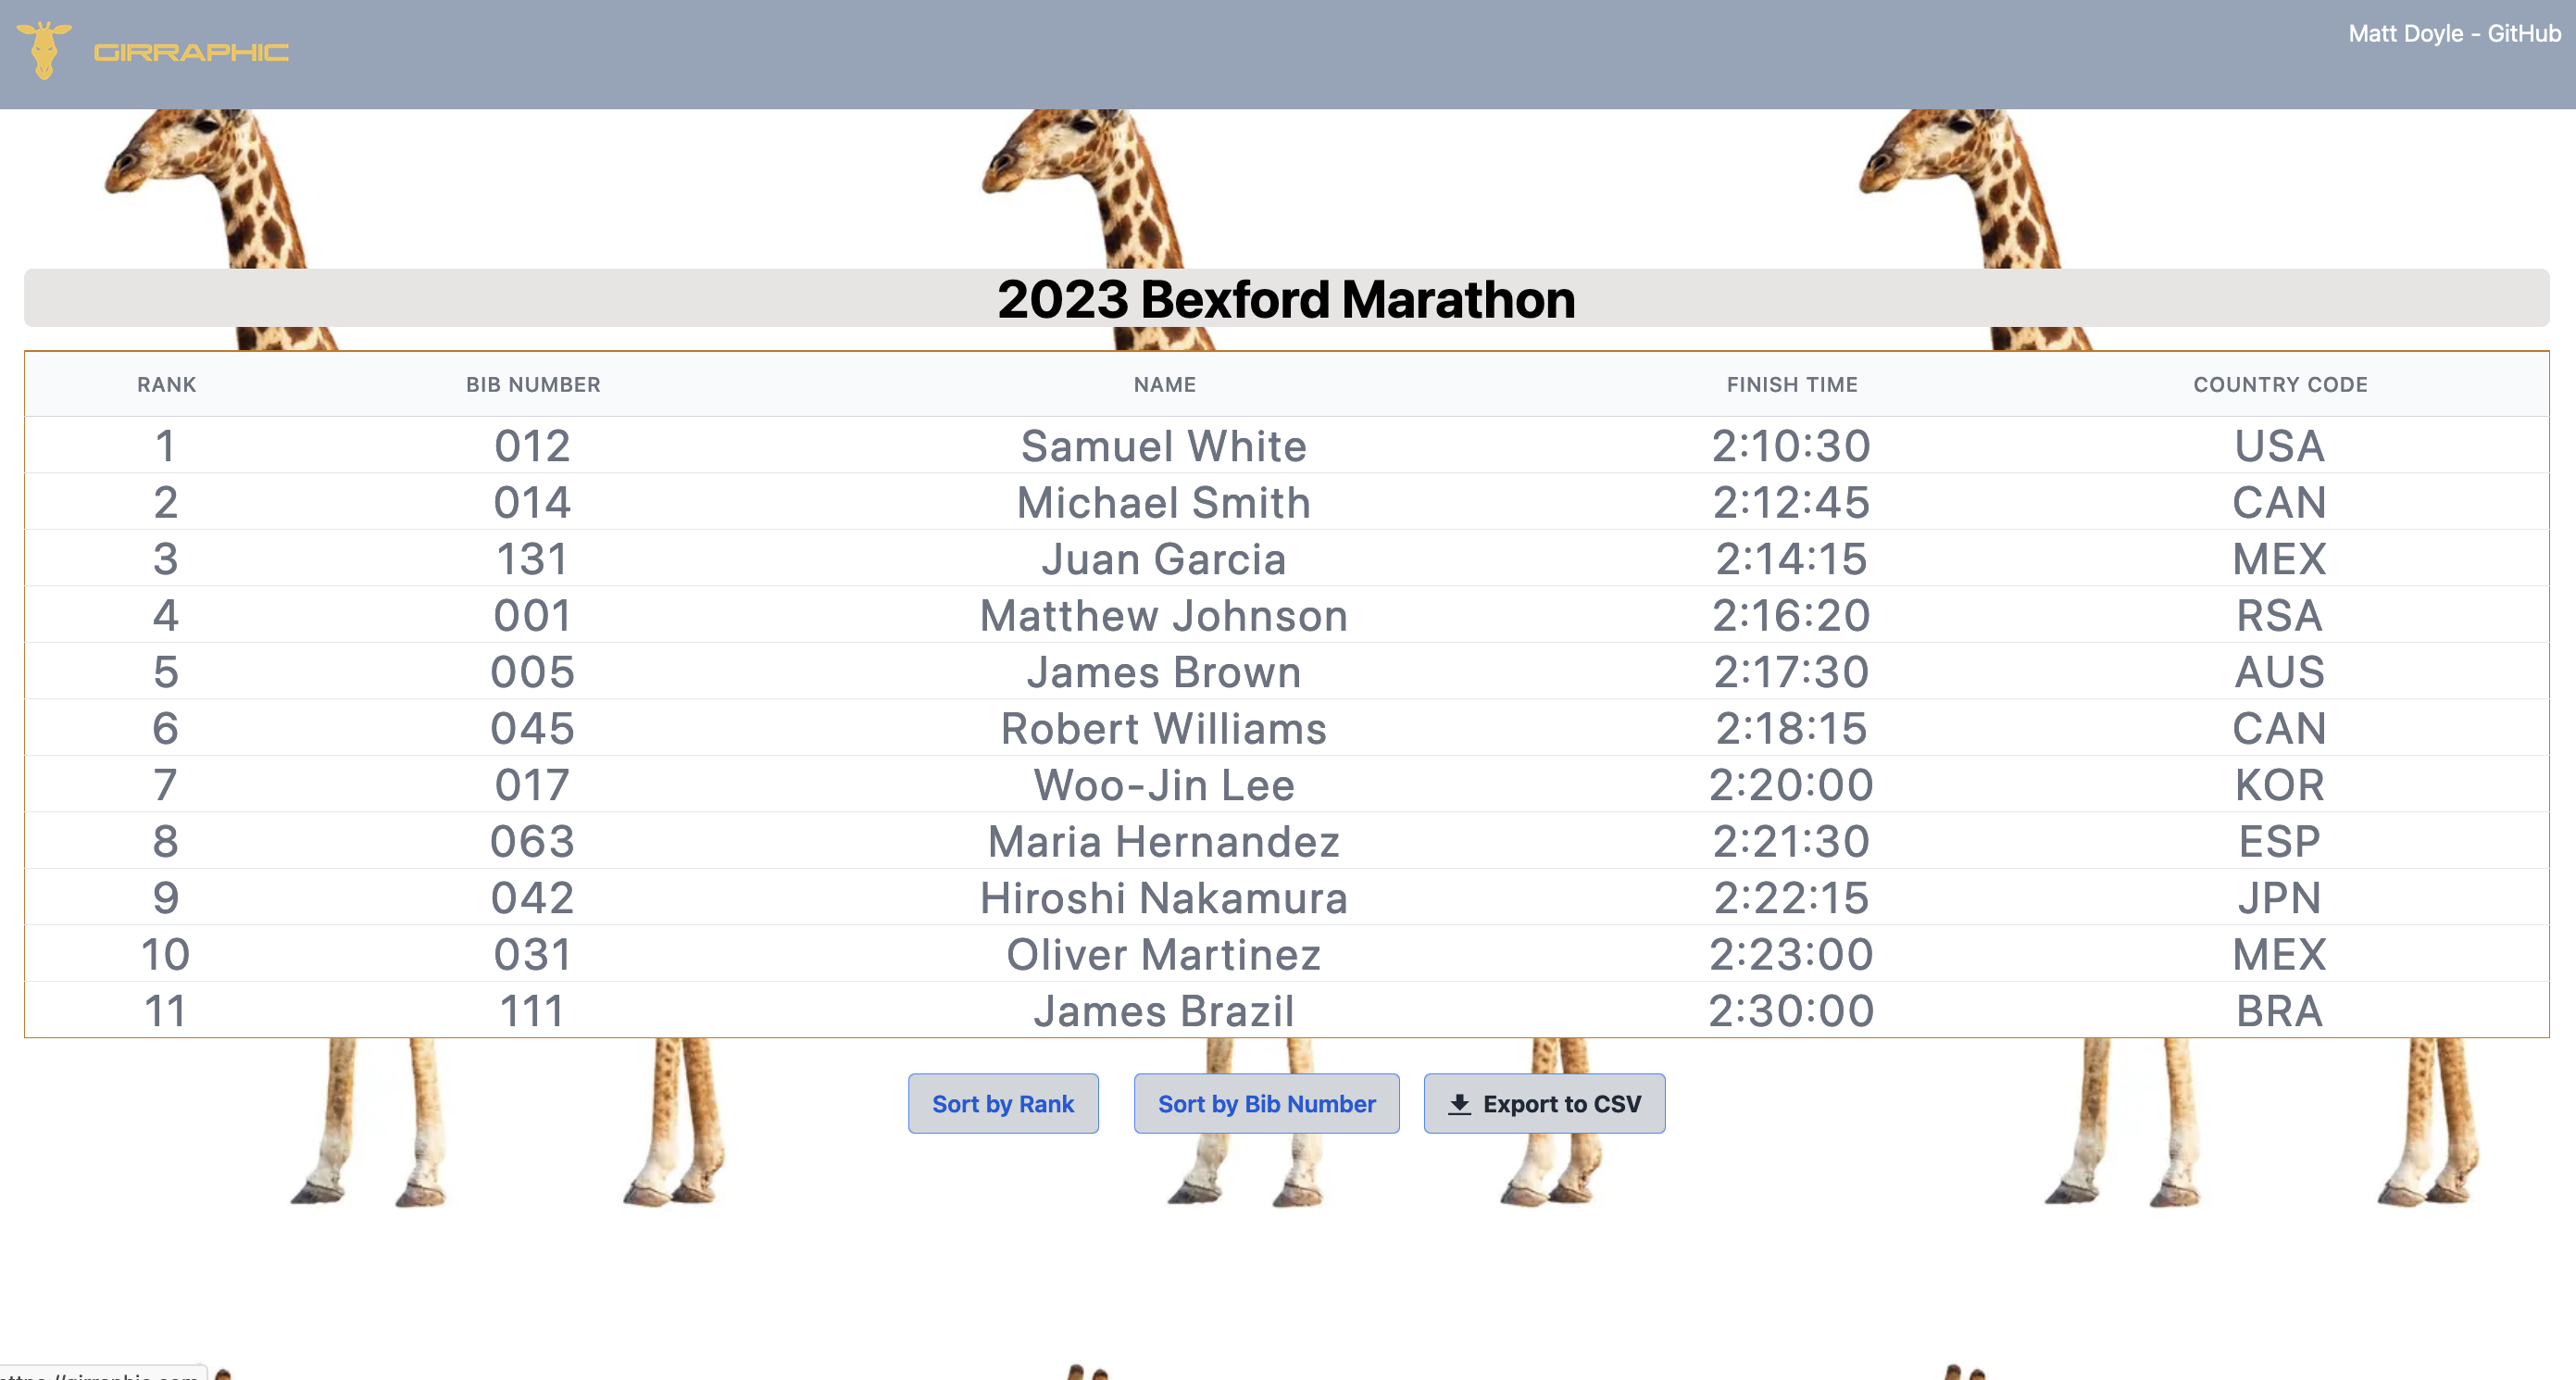 GIRRAPHIC
Matt Doyle - GitHub
2023 Bexford Marathon
RANK BIB NUMBER NAME FINISH TIME COUNTRY CODE
1 012 Samuel White 2:10:30 USA
2 014 Michael Smith 2:12:45 CAN
3 131 Juan Garcia 2:14:15 MEX
4 001 Matthew Johnson 2:16:20 RSA
5 005 James Brown 2:17:30 AUS
6 045 Robert Williams 2:18:15 CAN
7 017 Woo-Jin Lee 2:20:00 KOR
8 063 Maria Hernandez 2:21:30 ESP
9 042 Hiroshi Nakamura 2:22:15 JPN
10 031 Oliver Martinez 2:23:00 MEX
11 111 James Brazil 2:30:00 BRA
Sort by Rank Sort by Bib Number Export to CSV